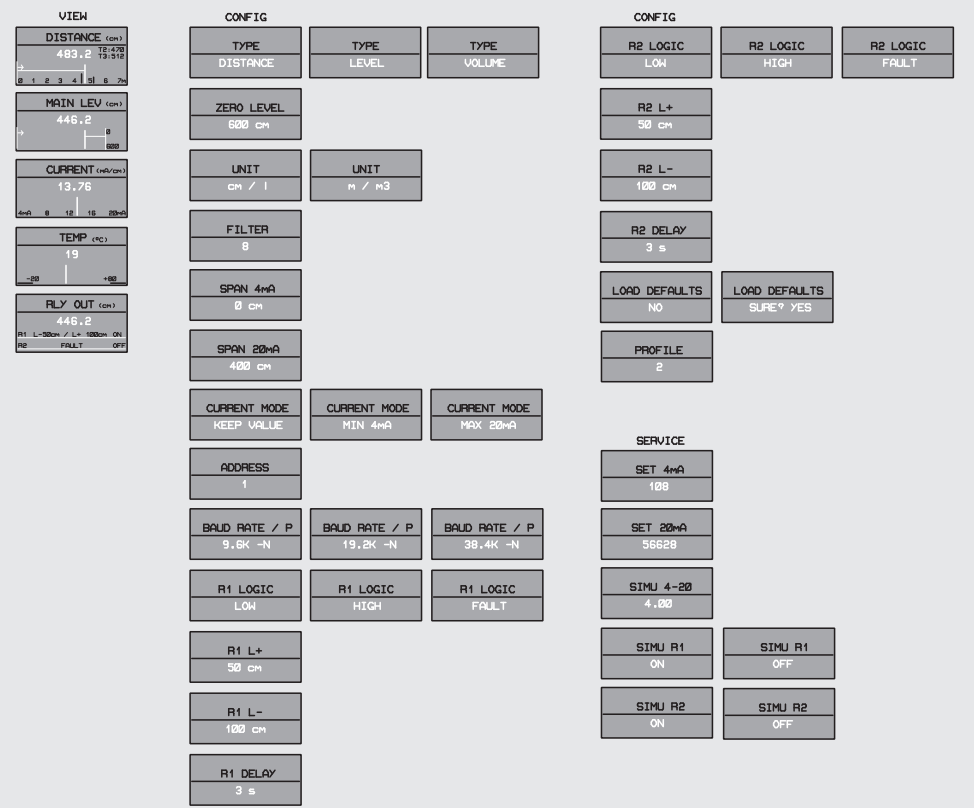 VIEW
DISTANCE (cm)
483.2 T2:470
T3:512
0 1 2 3 4 5 6 7m
MAIN LEV (cm)
446.2
0
600
CURRENT (mA/cm)
13.76
4mA 8 12 16 20mA
TEMP (ºC)
19
-20 +80
RLY OUT (cm)
446.2
R1 L-50cm / L+ 100cm ON
R2 FAULT OFF
CONFIG
TYPE TYPE TYPE
DISTANCE LEVEL VOLUME
ZERO LEVEL
600 cm
UNIT UNIT
cm / l m / m3
FILTER
8
SPAN 4mA
0 cm
SPAN 20mA
400 cm
CURRENT MODE CURRENT MODE CURRENT MODE
KEEP VALUE MIN 4mA MAX 20mA
ADDRESS
1
BAUD RATE / P BAUD RATE / P BAUD RATE / P
9.6K -N 19.2K -N 38.4K -N
R1 LOGIC R1 LOGIC R1 LOGIC
LOW HIGH FAULT
R1 L+
50 cm
R1 L-
100 cm
R1 DELAY
3 s
CONFIG
R2 LOGIC R2 LOGIC R2 LOGIC
LOW HIGH FAULT
R2 L+
50 cm
R2 L-
100 cm
R2 DELAY
3 s
LOAD DEFAULTS LOAD DEFAULTS
NO SURE? YES
PROFILE
2
SERVICE
SET 4mA
108
SET 20mA
56628
SIMU 4-20
4.00
SIMU R1 SIMU R1
ON OFF
SIMU R2 SIMU R2
ON OFF